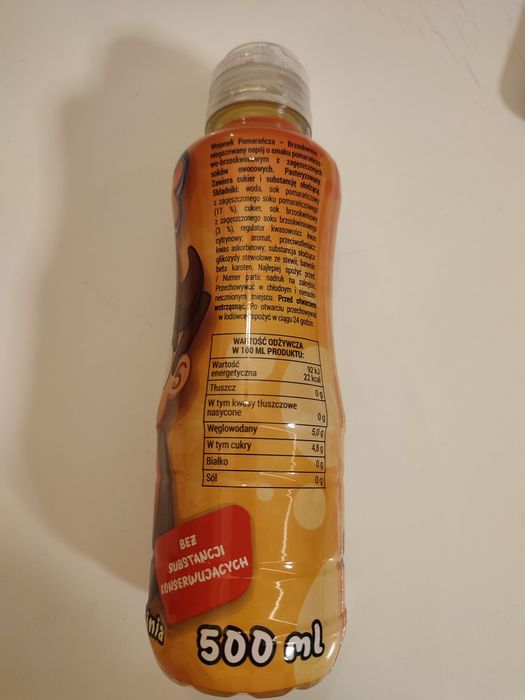 Wojanek Pomarańcza – Brzoskwinia
niegazowany napój o smaku pomarańczo-
wo-brzoskwiniowym z zagęszczonych
soków owocowych. Pasteryzowany.
Zawiera cukier i substancję słodzącą.
Składniki: woda, sok pomarańczowy
z zagęszczonego soku pomarańczowego
(17 %), cukier, sok brzoskwiniowy
z zagęszczonego soku brzoskwiniowego
(3 %), regulator kwasowości: kwas
cytrynowy; aromat, przeciwutleniacz:
kwas askorbinowy; substancja słodząca:
glikozydy stewiolowe ze stewii; barwnik:
beta karoten. Najlepiej spożyć przed:
/ Numer partii: nadruk na zakrętce.
Przechowywać w chłodnym i nienasło-
necznionym miejscu. Przed otwarciem
wstrząsnąć. Po otwarciu przechowywać
w lodówce i spożyć w ciągu 24 godzin.
WARTOŚĆ ODŻYWCZA
W 100 ML PRODUKTU:
Wartość energetyczna 92 kJ
22 kcal
Tłuszcz 0 g
W tym kwasy tłuszczowe
nasycone 0 g
Węglowodany 5,0 g
W tym cukry 4,8 g
Białko 0 g
Sól 0 g
BEZ
SUBSTANCJI
KONSERWUJĄCYCH
inia
500 ml